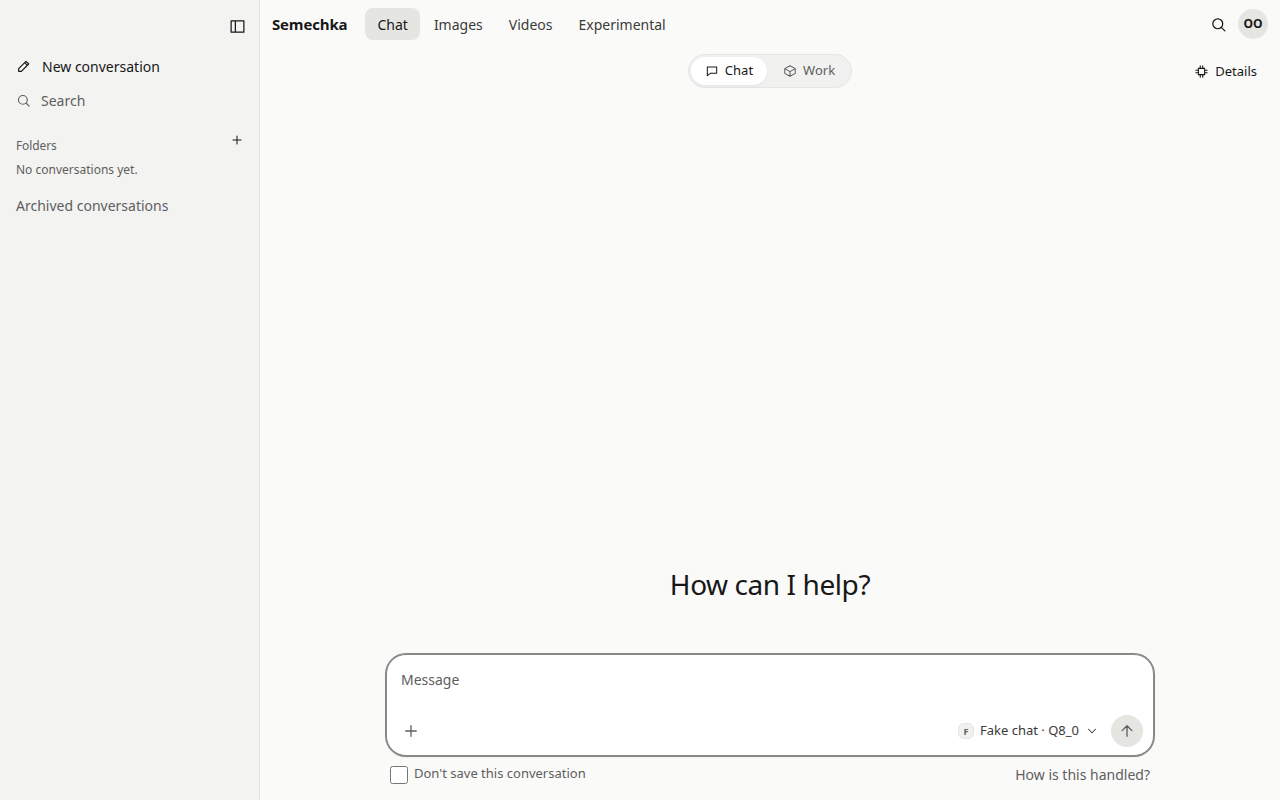 New conversation
Search
Folders
No conversations yet.
Archived conversations
Semechka
Chat
Images
Videos
Experimental
OO
Chat
Work
Details
How can I help?
Message
F
Fake chat · Q8_0
Don't save this conversation
How is this handled?